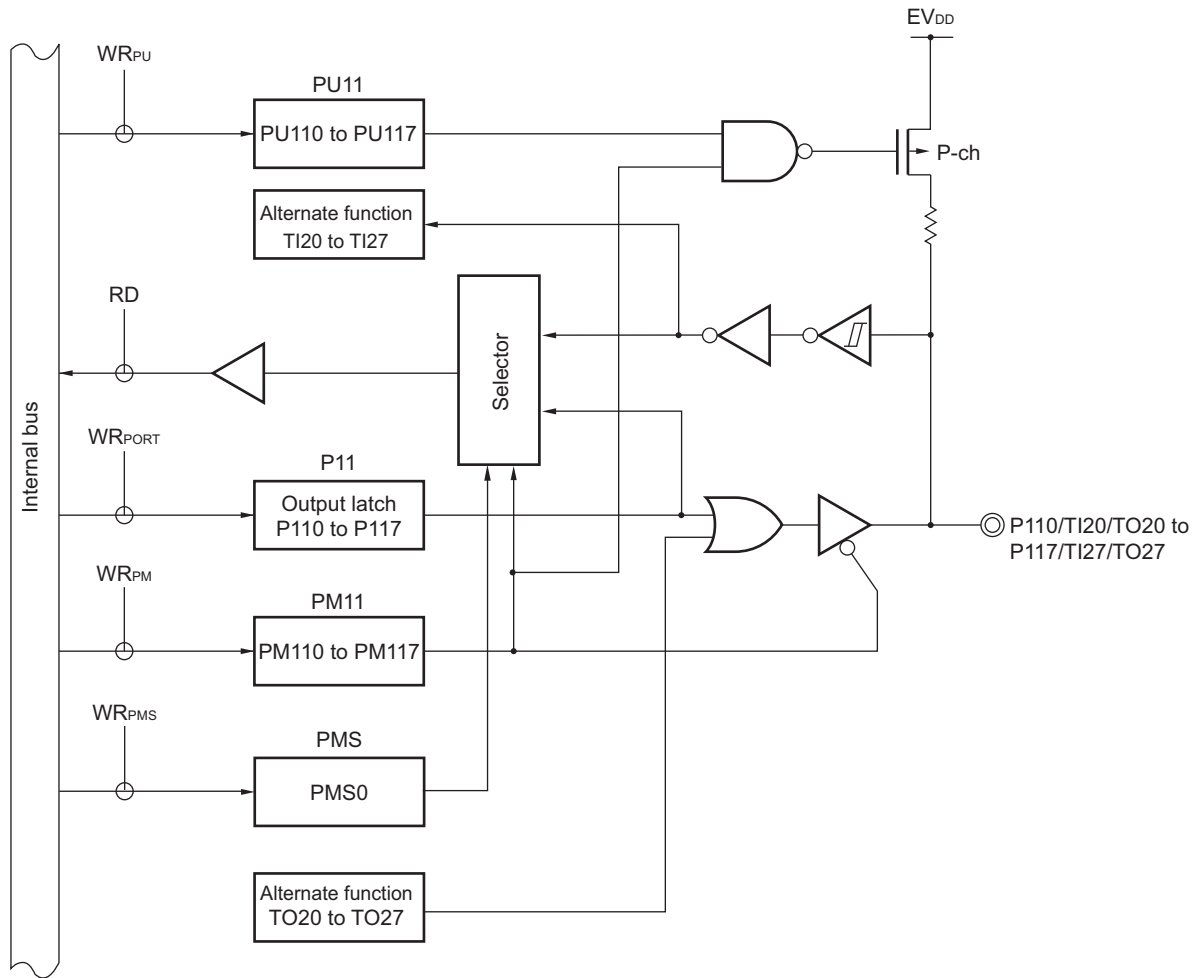 EVDD
WRPU
PU11
PU110 to PU117
P-ch
Alternate function
TI20 to TI27
RD
Selector
Internal bus
WRPORT
P11
Output latch
P110 to P117
P110/TI20/TO20 to
P117/TI27/TO27
WRPM
PM11
PM110 to PM117
WRPMS
PMS
PMS0
Alternate function
TO20 to TO27